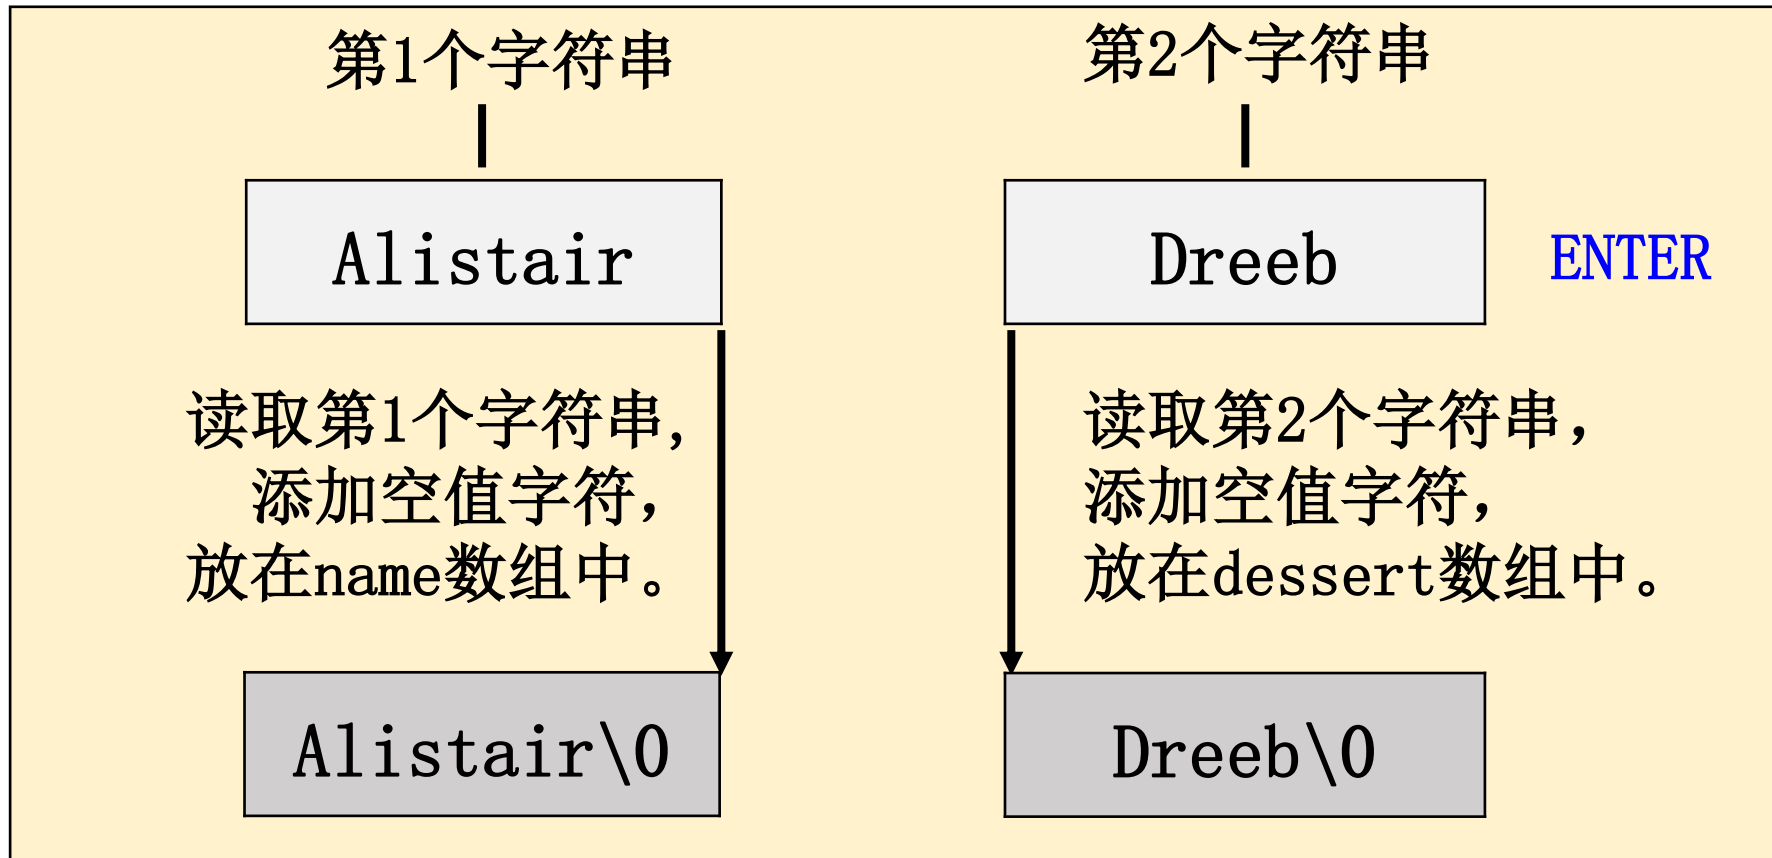 第1个字符串
第2个字符串
Alistair
Dreeb
ENTER
读取第1个字符串,
添加空值字符,
放在name数组中。
读取第2个字符串,
添加空值字符,
放在dessert数组中。
Alistair\0
Dreeb\0